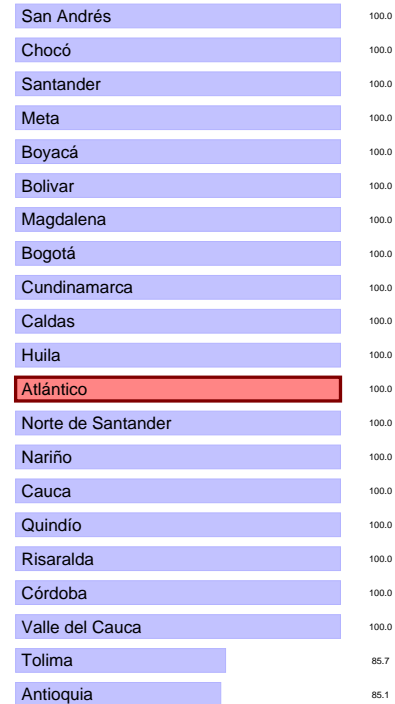 San Andrés 100.0
Chocó 100.0
Santander 100.0
Meta 100.0
Boyacá 100.0
Bolivar 100.0
Magdalena 100.0
Bogotá 100.0
Cundinamarca 100.0
Caldas 100.0
Huila 100.0
Atlántico 100.0
Norte de Santander 100.0
Nariño 100.0
Cauca 100.0
Quindío 100.0
Risaralda 100.0
Córdoba 100.0
Valle del Cauca 100.0
Tolima 85.7
Antioquia 85.1